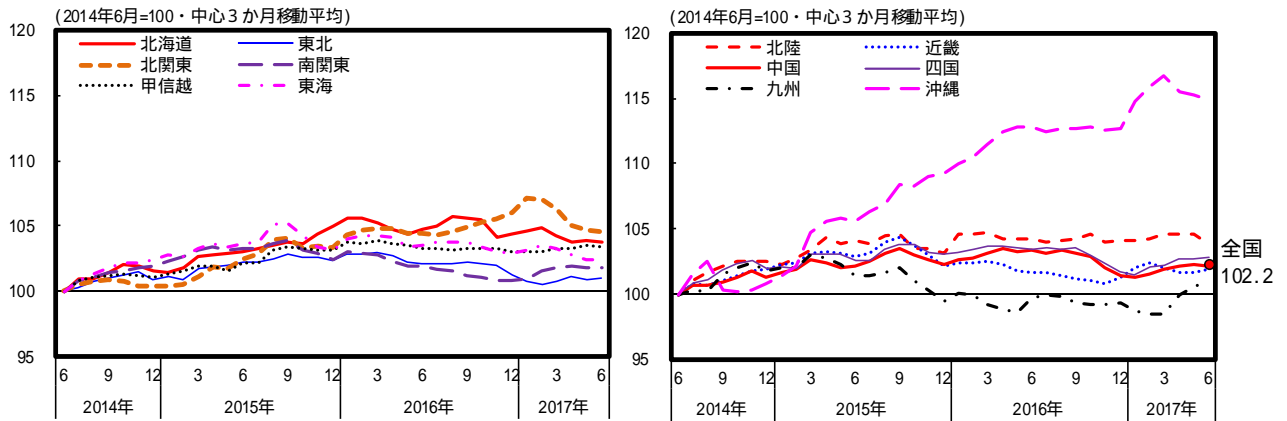 (2014年6月=100・中心3か月移動平均)
120
115
110
105
100
95
北海道
東北
北関東
南関東
甲信越
東海
6 9 12 3 6 9 12 3 6 9 12 3 6
2014年 2015年 2016年 2017年
(2014年6月=100・中心3か月移動平均)
120
115
110
105
100
95
北陸
近畿
中国
四国
九州
沖縄
全国
102.2
6 9 12 3 6 9 12 3 6 9 12 3 6
2014年 2015年 2016年 2017年